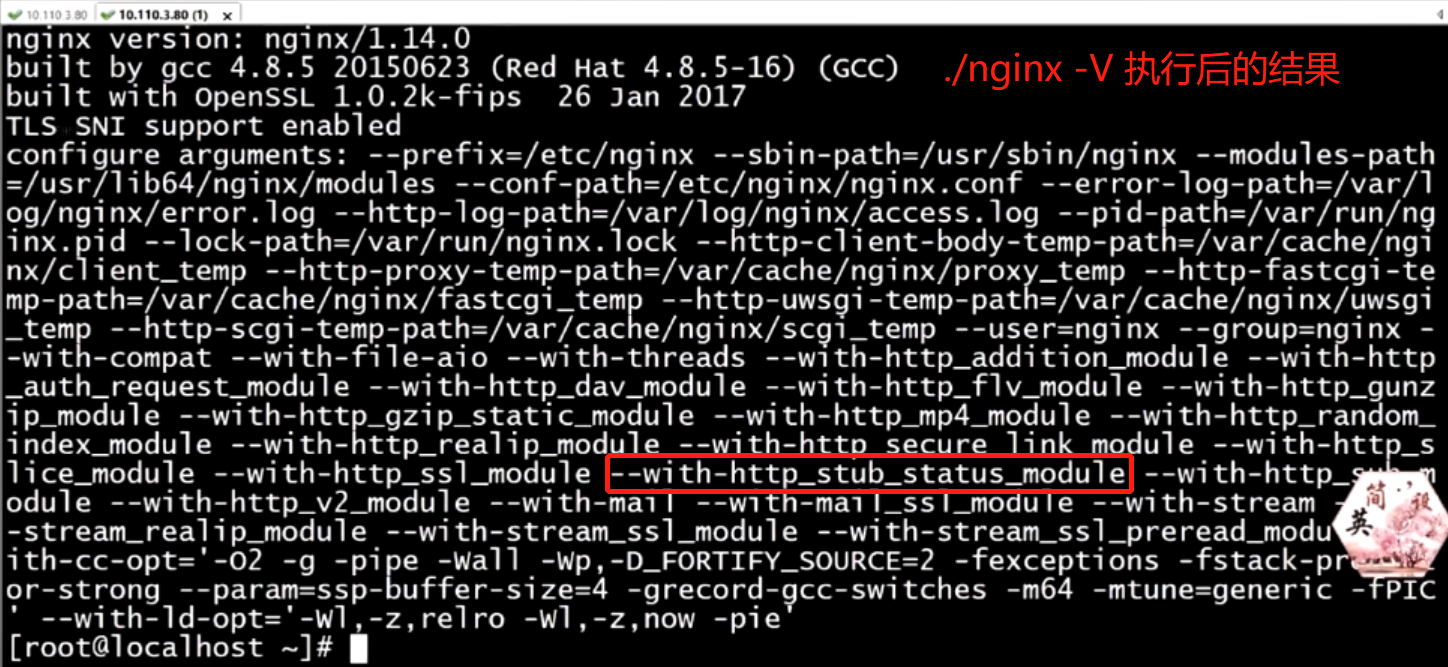 10.110.3.80
10.110.3.80 (1)
nginx version: nginx/1.14.0
built by gcc 4.8.5 20150623 (Red Hat 4.8.5-16) (GCC)
./nginx -V 执行后的结果
built with OpenSSL 1.0.2k-fips  26 Jan 2017
TLS SNI support enabled
configure arguments: --prefix=/etc/nginx --sbin-path=/usr/sbin/nginx --modules-path
=/usr/lib64/nginx/modules --conf-path=/etc/nginx/nginx.conf --error-log-path=/var/l
og/nginx/error.log --http-log-path=/var/log/nginx/access.log --pid-path=/var/run/ng
inx.pid --lock-path=/var/run/nginx.lock --http-client-body-temp-path=/var/cache/ngi
nx/client_temp --http-proxy-temp-path=/var/cache/nginx/proxy_temp --http-fastcgi-te
mp-path=/var/cache/nginx/fastcgi_temp --http-uwsgi-temp-path=/var/cache/nginx/uwsgi
_temp --http-scgi-temp-path=/var/cache/nginx/scgi_temp --user=nginx --group=nginx -
-with-compat --with-file-aio --with-threads --with-http_addition_module --with-http
_auth_request_module --with-http_dav_module --with-http_flv_module --with-http_gunz
ip_module --with-http_gzip_static_module --with-http_mp4_module --with-http_random_
index_module --with-http_realip_module --with-http_secure_link_module --with-http_s
lice_module --with-http_ssl_module --with-http_stub_status_module --with-http_sub_m
odule --with-http_v2_module --with-mail --with-mail_ssl_module --with-stream
-stream_realip_module --with-stream_ssl_module --with-stream_ssl_preread_modu
ith-cc-opt='-O2 -g -pipe -Wall -Wp,-D_FORTIFY_SOURCE=2 -fexceptions -fstack-pr
or-strong --param=ssp-buffer-size=4 -grecord-gcc-switches -m64 -mtune=generic -fPIC
' --with-ld-opt='-Wl,-z,relro -Wl,-z,now -pie'
[root@localhost ~]#
简
英
段